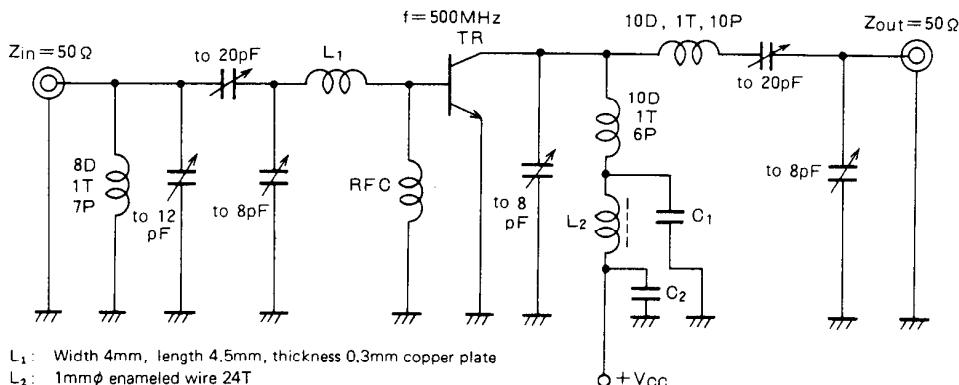 f=500MHz
TR
Zin=50Ω
to 20pF
L1
10D, 1T, 10P
Zout=50Ω
to 20pF
8D
1T
7P
to 12
pF
to 8pF
RFC
to 8
pF
10D
1T
6P
L2
C1
C2
to 8pF
+VCC
L1: Width 4mm, length 4.5mm, thickness 0.3mm copper plate
L2: 1mmφ enameled wire 24T